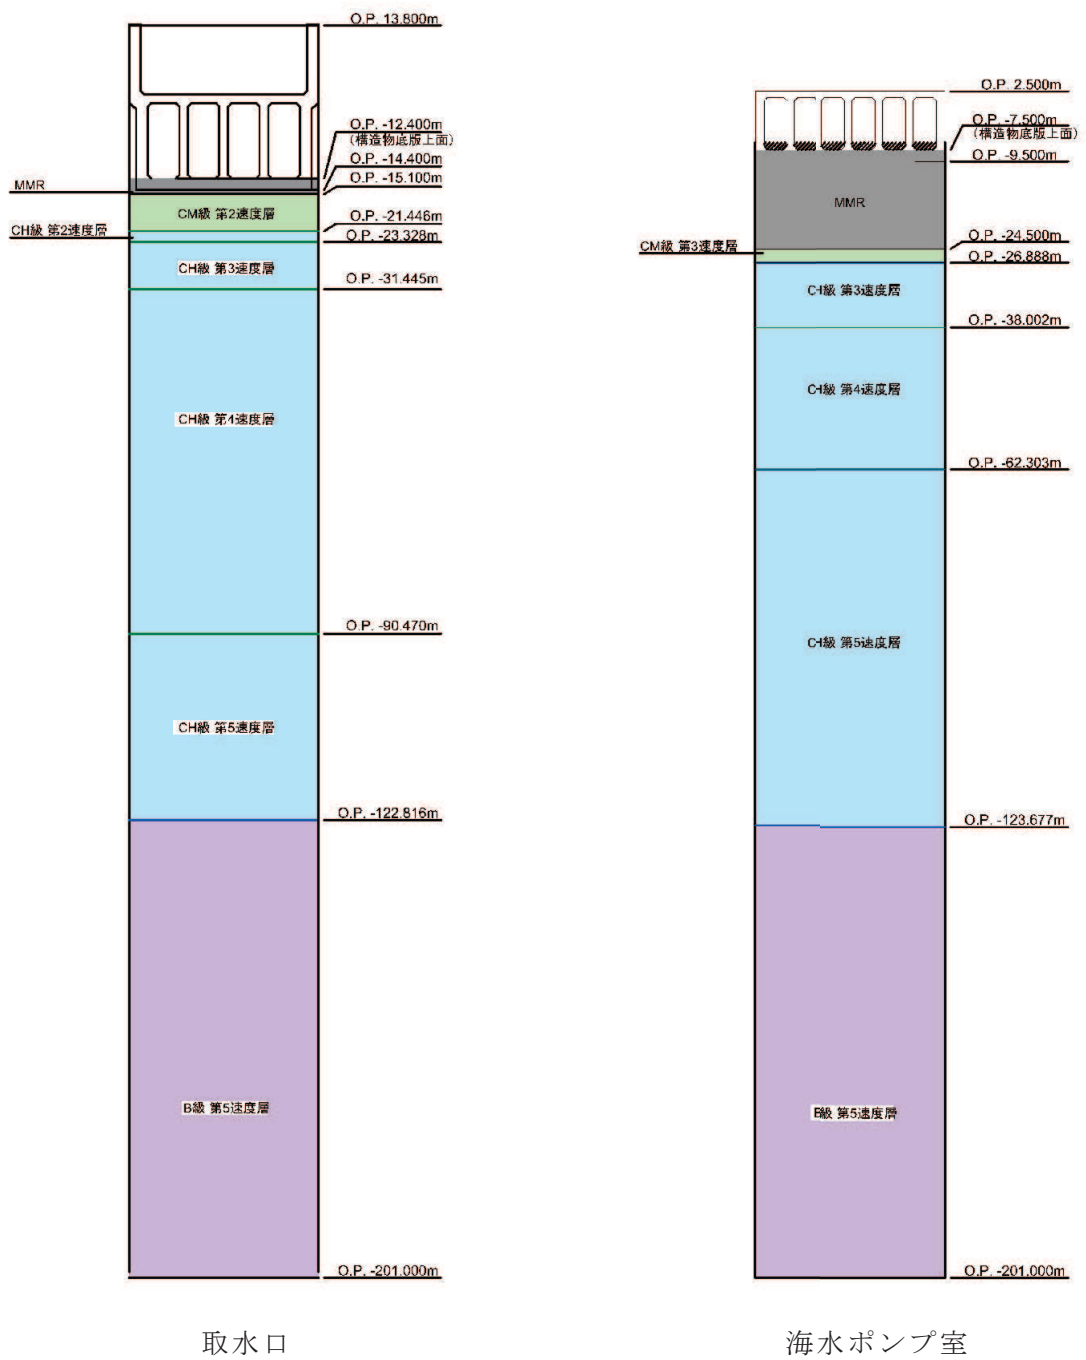 O.P. 13.800m
O.P. -12.400m
(構造物底版上面)
O.P. -14.400m
O.P. -15.100m
MMR
CM級 第2速度層
O.P. -21.446m
CH級 第2速度層
O.P. -23.328m
CH級 第3速度層
O.P. -31.445m
CH級 第4速度層
O.P. -90.470m
CH級 第5速度層
O.P. -122.816m
B級 第5速度層
O.P. -201.000m
取水口
O.P. 2.500m
O.P. -7.500m
(構造物底版上面)
O.P. -9.500m
MMR
O.P. -24.500m
CM級 第3速度層
O.P. -26.888m
CH級 第3速度層
O.P. -38.002m
CH級 第4速度層
O.P. -62.303m
CH級 第5速度層
O.P. -123.677m
B級 第5速度層
O.P. -201.000m
海水ポンプ室